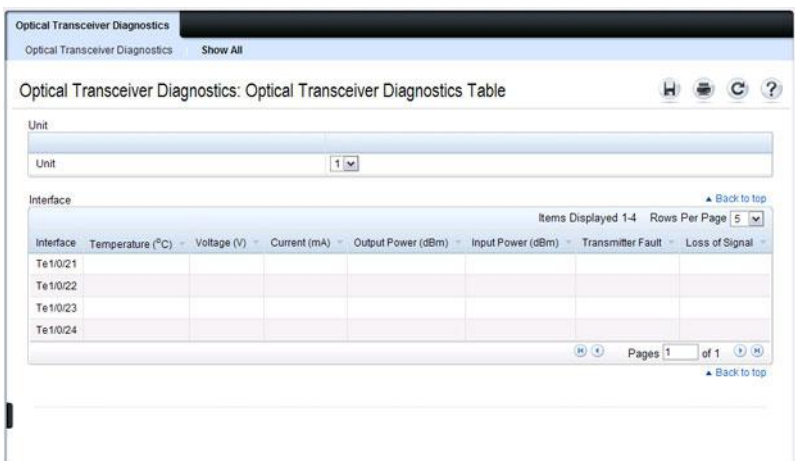 Optical Transceiver Diagnostics
Optical Transceiver Diagnostics Show All
Optical Transceiver Diagnostics: Optical Transceiver Diagnostics Table
?
Unit
Unit 1
Interface
Back to top
Items Displayed 1-4 Rows Per Page 5
Interface Temperature (°C) Voltage (V) Current (mA) Output Power (dBm) Input Power (dBm) Transmitter Fault Loss of Signal
Te1/0/21
Te1/0/22
Te1/0/23
Te1/0/24
Pages 1 of 1
Back to top